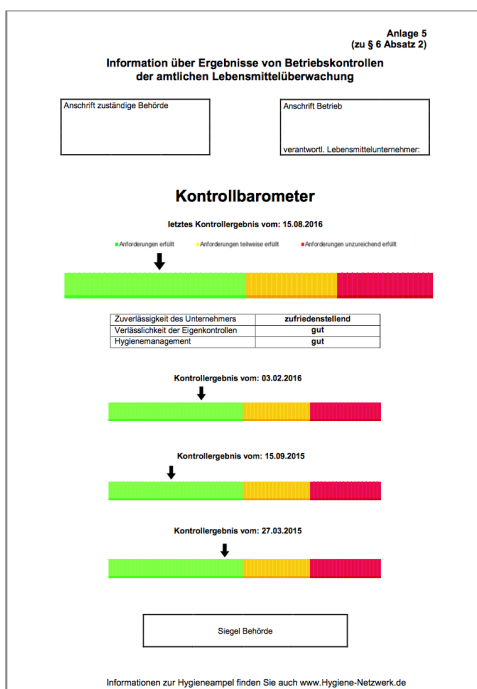 Anlage 5
(zu § 6 Absatz 2)
Information über Ergebnisse von Betriebskontrollen
der amtlichen Lebensmittelüberwachung
Anschrift zuständige Behörde
Anschrift Betrieb
verantwortl. Lebensmittelunternehmer:
Kontrollbarometer
letztes Kontrollergebnis vom: 15.08.2016
Anforderungen erfüllt Anforderungen teilweise erfüllt Anforderungen unzureichend erfüllt
Zuverlässigkeit des Unternehmers zufriedenstellend
Verlässlichkeit der Eigenkontrollen gut
Hygienemanagement gut
Kontrollergebnis vom: 03.02.2016
Kontrollergebnis vom: 15.09.2015
Kontrollergebnis vom: 27.03.2015
Siegel Behörde
Informationen zur Hygieneampel finden Sie auch www.Hygiene-Netzwerk.de